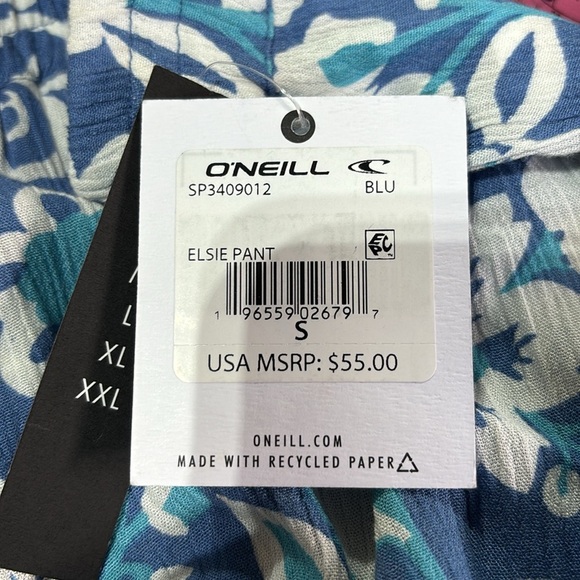 O'NEILL
SP3409012 BLU
ELSIE PANT EPC
1 96559 02679 7
S
USA MSRP: $55.00
ONEILL.COM
MADE WITH RECYCLED PAPER
L
XL
XXL